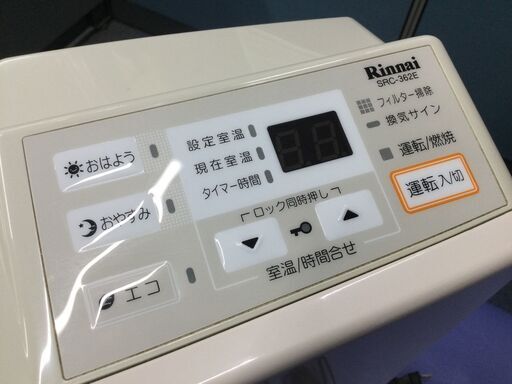 Rinnai
SRC-362E
フィルター掃除
換気サイン
運転/燃焼
運転入/切
設定室温
現在室温
タイマー時間
おはよう
おやすみ
エコ
ロック同時押し
室温/時間合せ